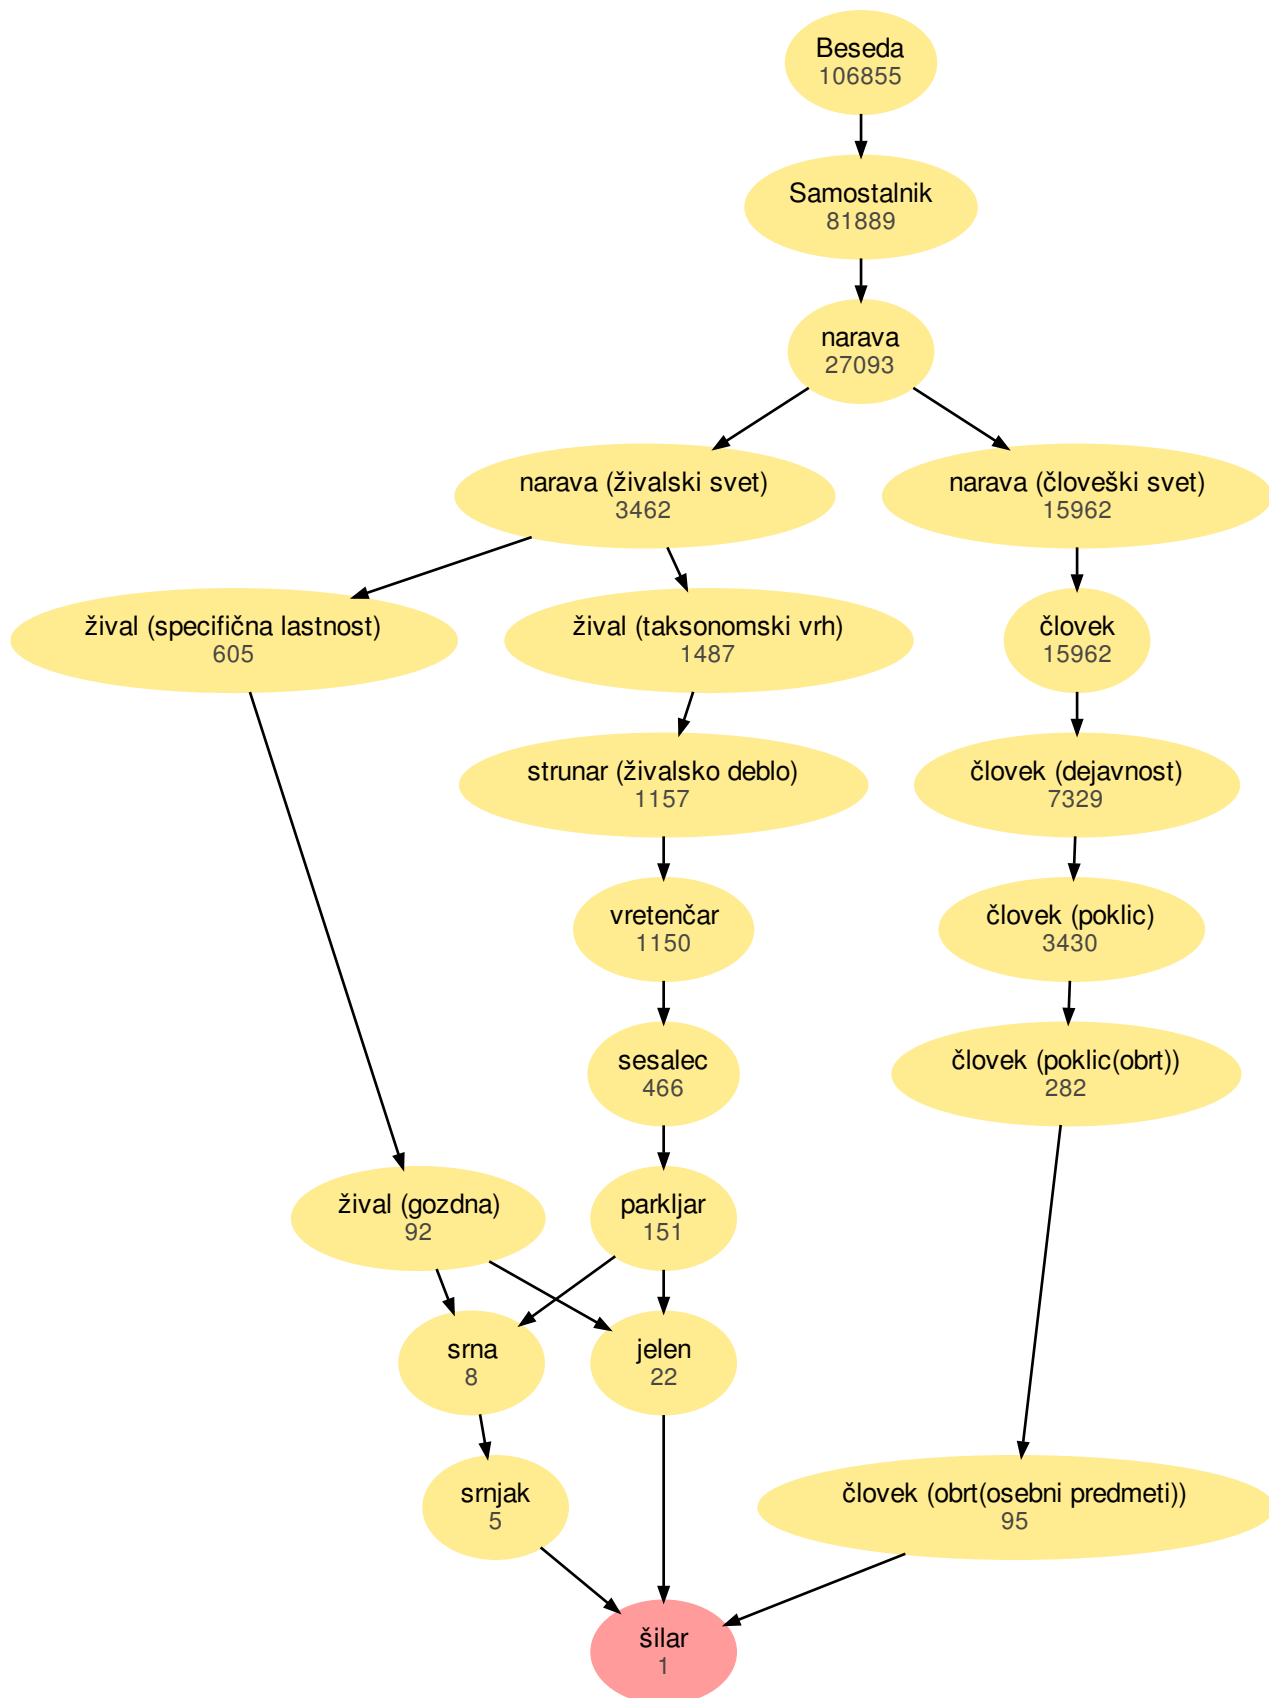 Beseda
106855
Samostalnik
81889
narava
27093
narava (živalski svet)
3462
narava (človeški svet)
15962
žival (specifična lastnost)
605
žival (taksonomski vrh)
1487
človek
15962
strunar (živalsko deblo)
1157
človek (dejavnost)
7329
vretenčar
1150
človek (poklic)
3430
sesalec
466
človek (poklic(obrt))
282
žival (gozdna)
92
parkljar
151
srna
8
jelen
22
srnjak
5
človek (obrt(osebni predmeti))
95
šilar
1